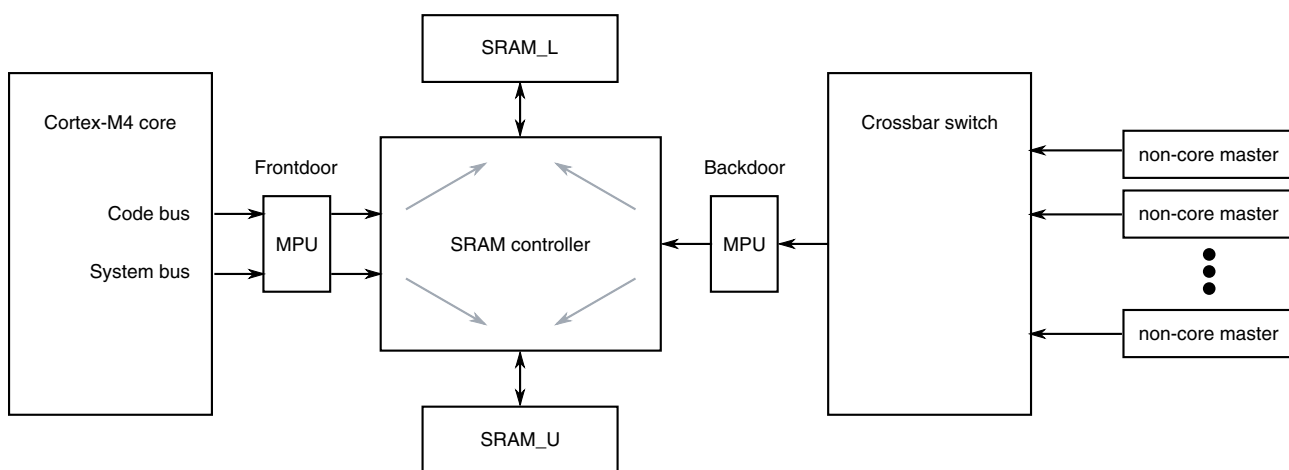 SRAM_L
Cortex-M4 core
Crossbar switch
non-core master
Frontdoor
Backdoor
Code bus
non-core master
MPU
SRAM controller
MPU
System bus
non-core master
SRAM_U